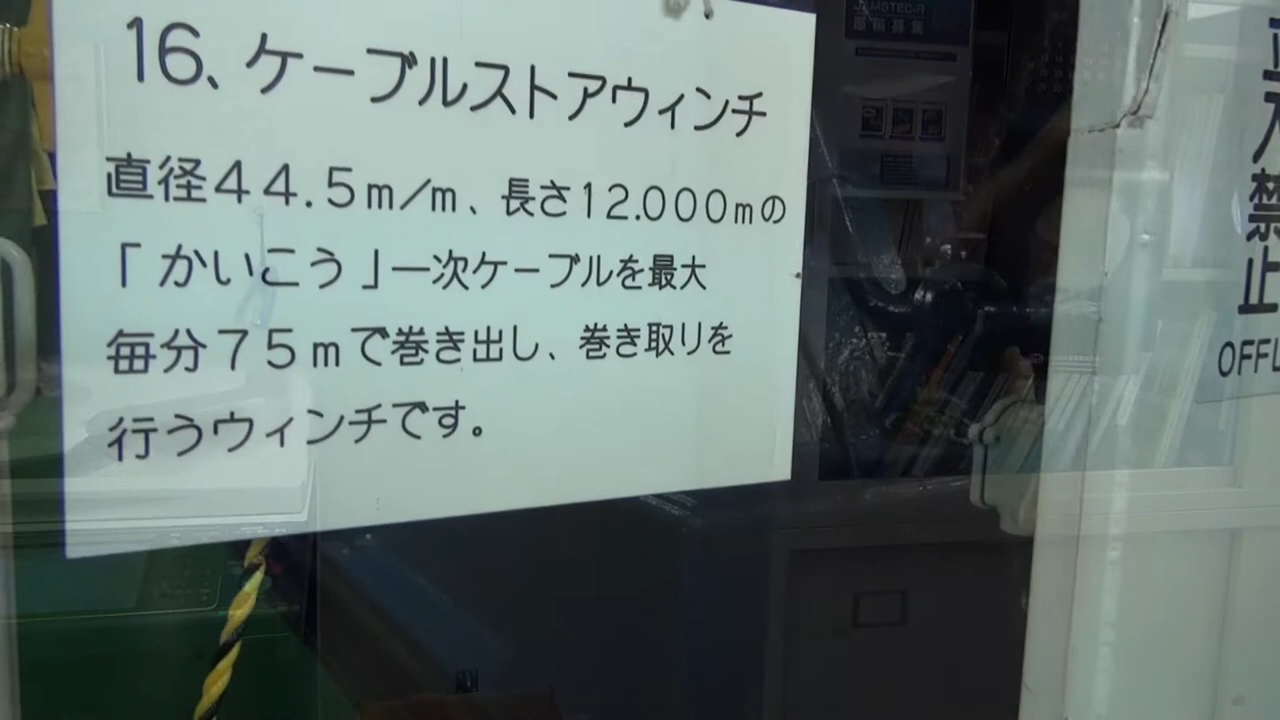 16、ケーブルストアウィンチ
直径44.5m/m、長さ12.000mの
「かいこう」一次ケーブルを最大
毎分75mで巻き出し、巻き取りを
行うウィンチです。
JAMSTEC-R
立入禁止
OFFL